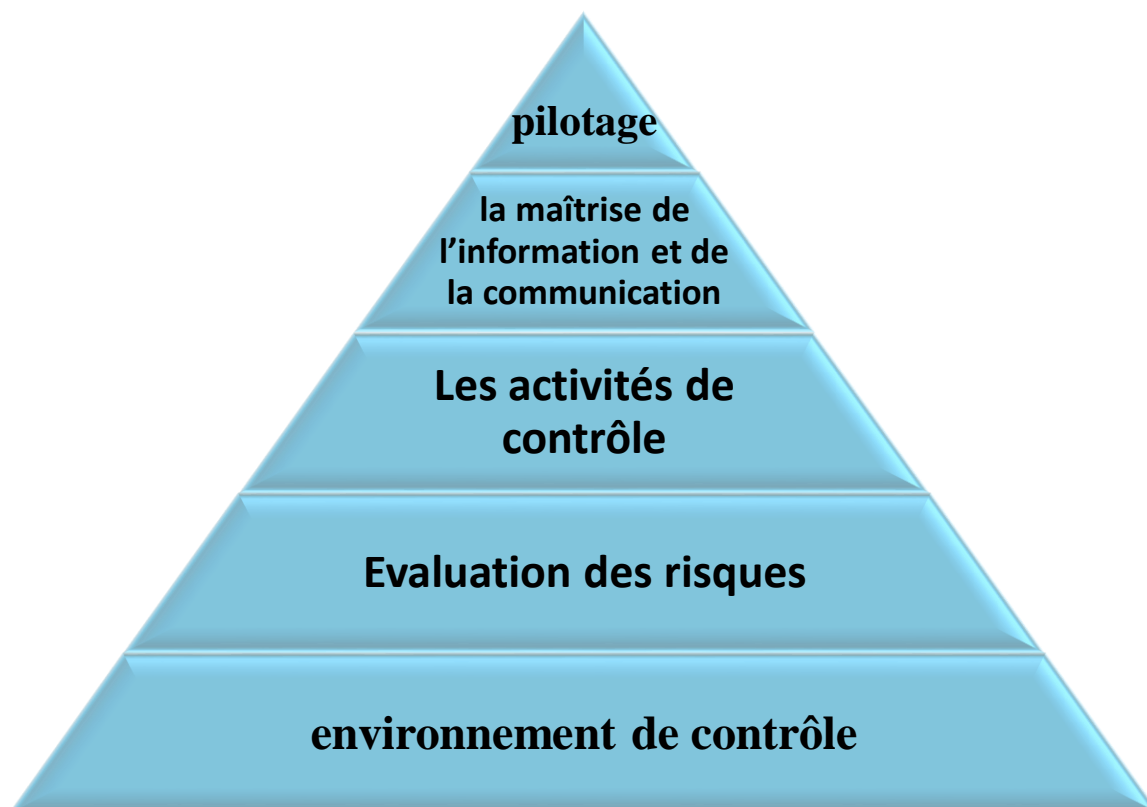 pilotage
la maîtrise de
l’information et de
la communication
Les activités de
contrôle
Evaluation des risques
environnement de contrôle